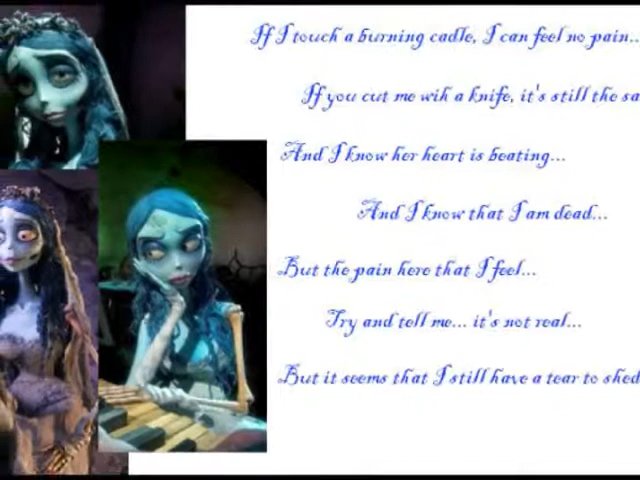 If I touch a burning cadle, I can feel no pain...
If you cut me wih a knife, it's still the sa
And I know her heart is beating...
And I know that I am dead...
But the pain here that I feel...
Try and tell me... it's not real...
But it seems that I still have a tear to shed